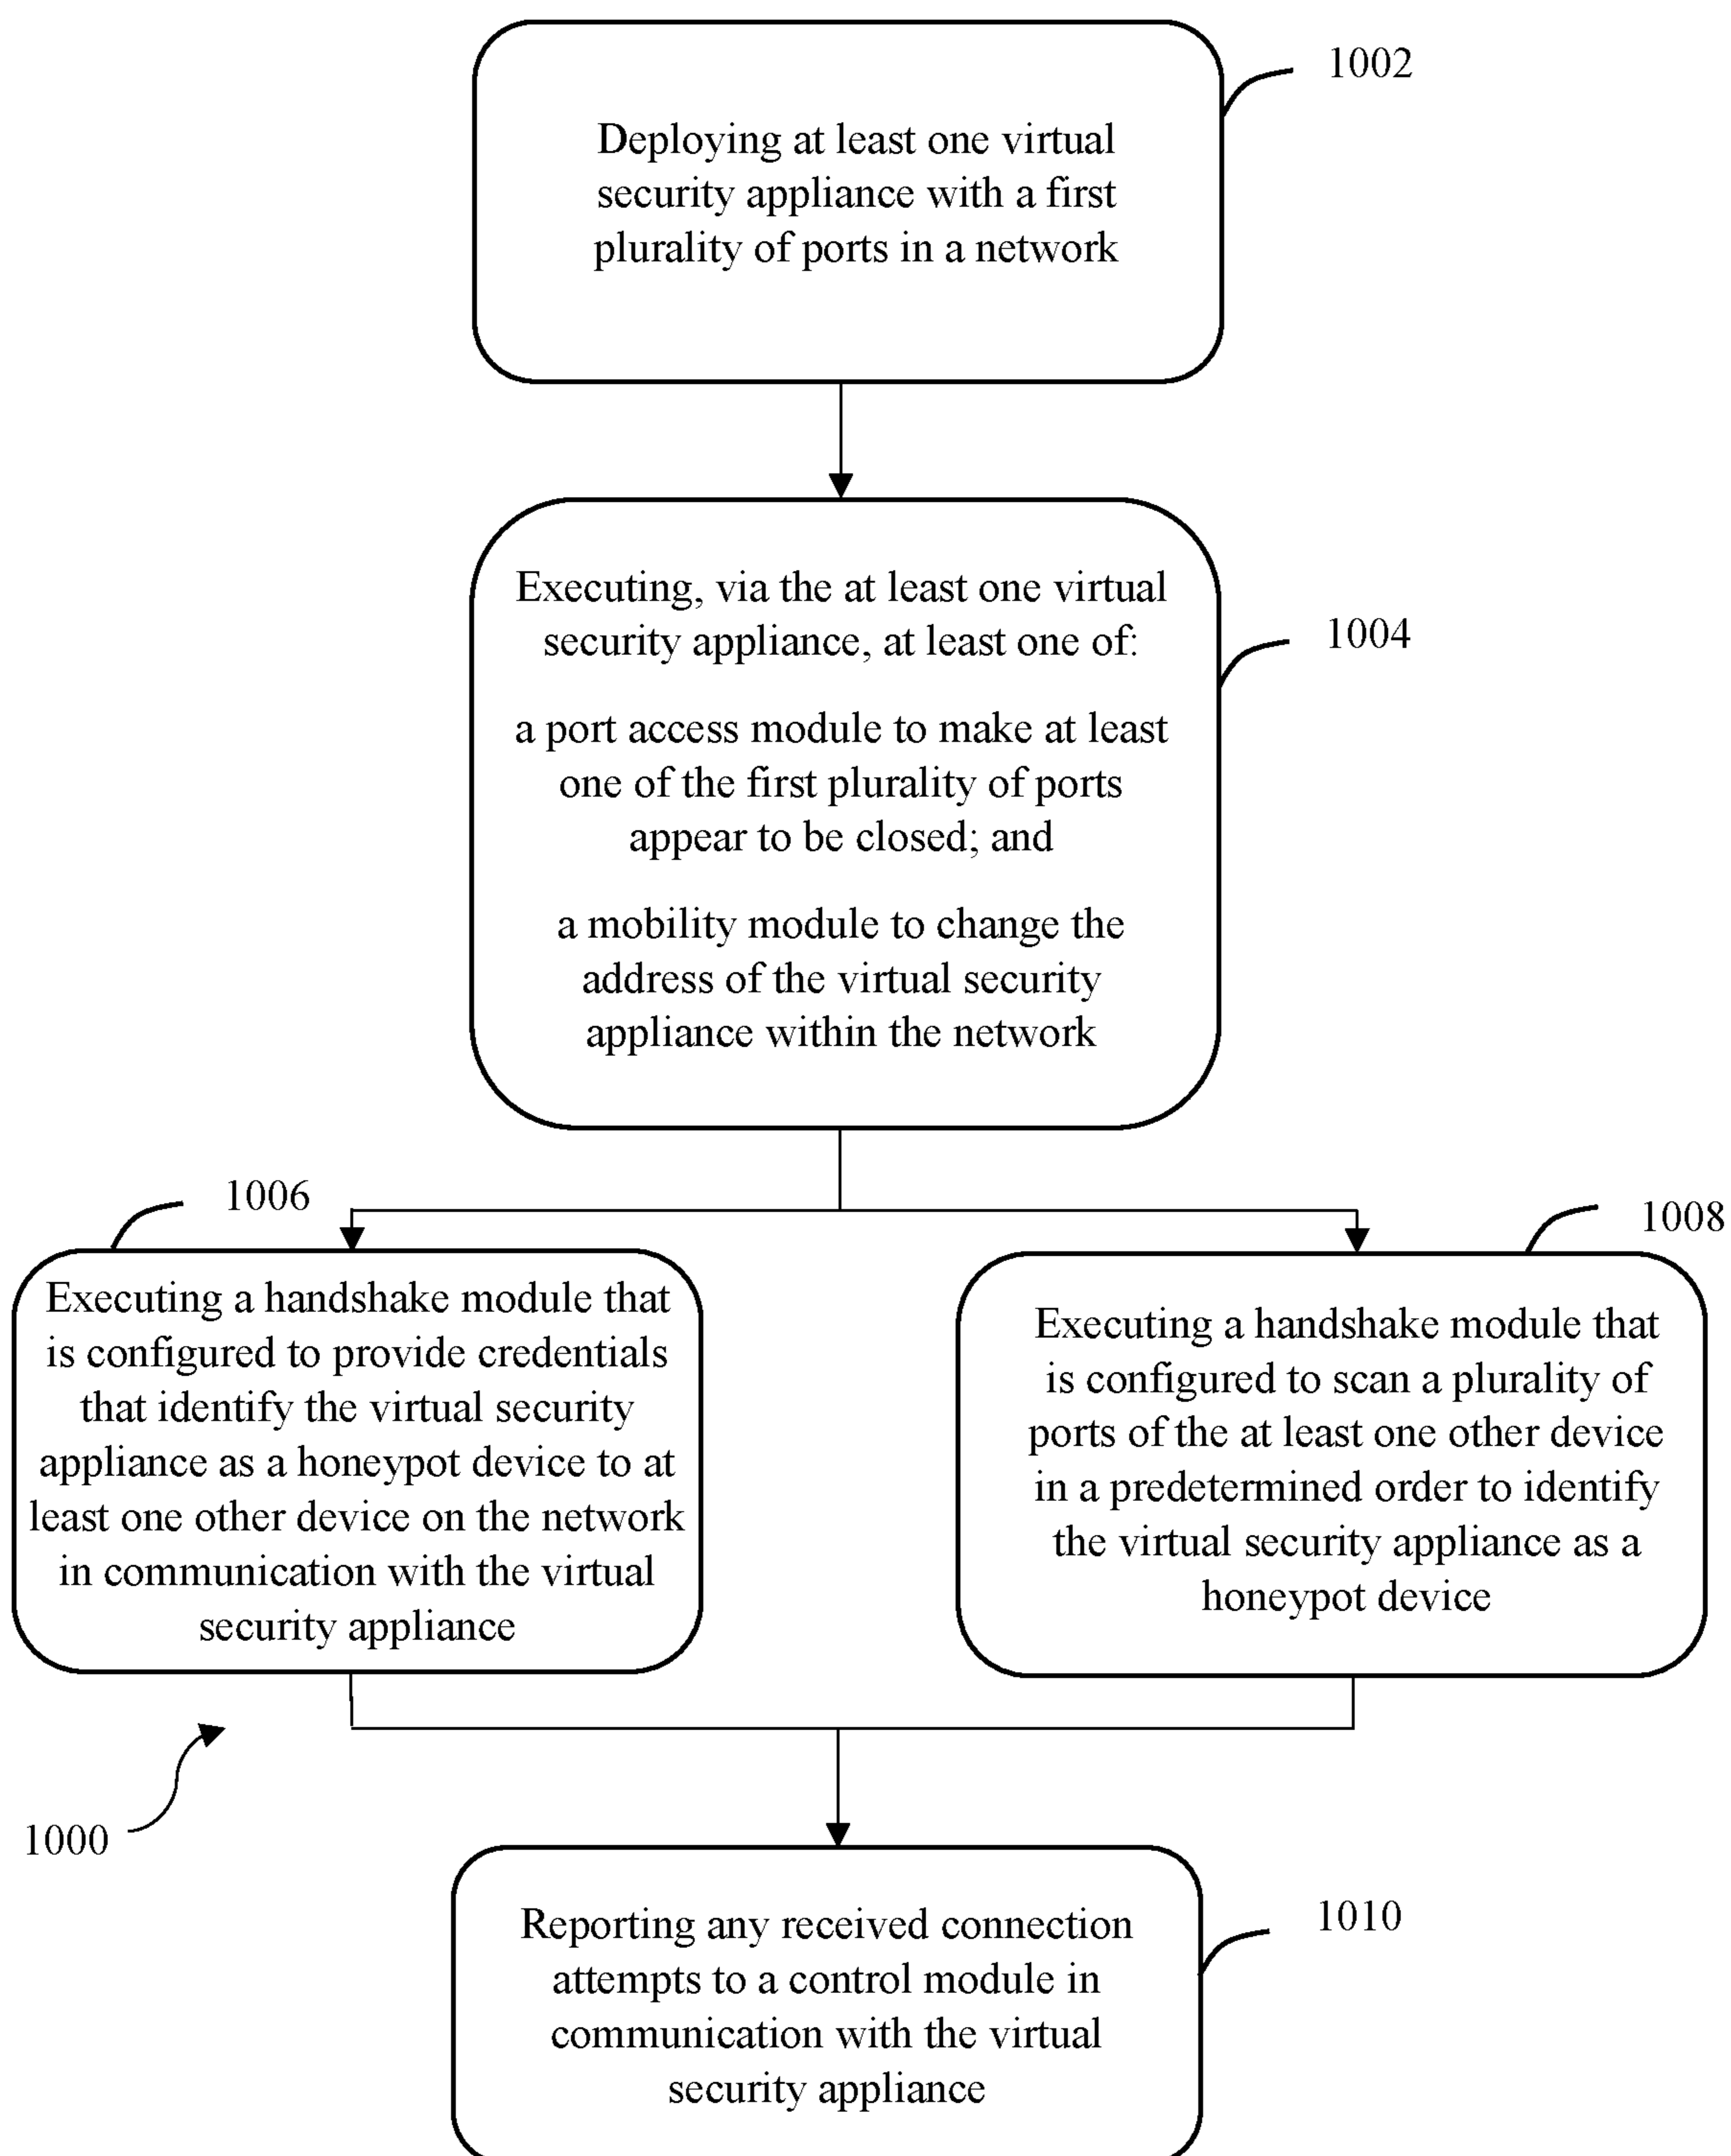 1002
Deploying at least one virtual
security appliance with a first
plurality of ports in a network
Executing, via the at least one virtual
security appliance, at least one of:
1004
a port access module to make at least
one of the first plurality of ports
appear to be closed; and
a mobility module to change the
address of the virtual security
appliance within the network
1006
Executing a handshake module that
is configured to provide credentials
that identify the virtual security
appliance as a honeypot device to at
least one other device on the network
in communication with the virtual
security appliance
1008
Executing a handshake module that
is configured to scan a plurality of
ports of the at least one other device
in a predetermined order to identify
the virtual security appliance as a
honeypot device
1000
1010
Reporting any received connection
attempts to a control module in
communication with the virtual
security appliance